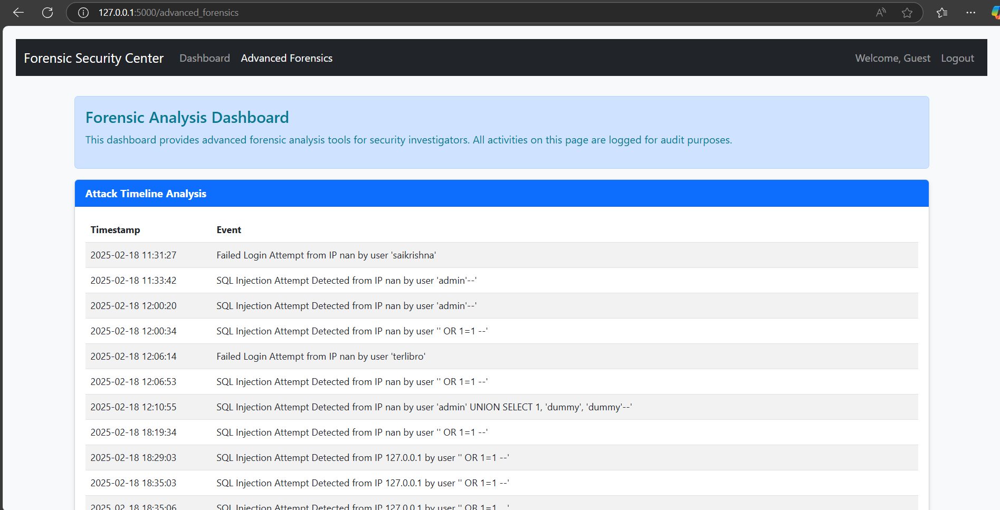 127.0.0.1:5000/advanced_forensics
Forensic Security Center Dashboard Advanced Forensics Welcome, Guest Logout
Forensic Analysis Dashboard
This dashboard provides advanced forensic analysis tools for security investigators. All activities on this page are logged for audit purposes.
Attack Timeline Analysis
Timestamp Event
2025-02-18 11:31:27 Failed Login Attempt from IP nan by user 'saikrishna'
2025-02-18 11:33:42 SQL Injection Attempt Detected from IP nan by user 'admin'--'
2025-02-18 12:00:20 SQL Injection Attempt Detected from IP nan by user 'admin'--'
2025-02-18 12:00:34 SQL Injection Attempt Detected from IP nan by user '' OR 1=1 --'
2025-02-18 12:06:14 Failed Login Attempt from IP nan by user 'terlibro'
2025-02-18 12:06:53 SQL Injection Attempt Detected from IP nan by user '' OR 1=1 --'
2025-02-18 12:10:55 SQL Injection Attempt Detected from IP nan by user 'admin' UNION SELECT 1, 'dummy', 'dummy'--'
2025-02-18 18:19:34 SQL Injection Attempt Detected from IP nan by user '' OR 1=1 --'
2025-02-18 18:29:03 SQL Injection Attempt Detected from IP 127.0.0.1 by user '' OR 1=1 --'
2025-02-18 18:35:03 SQL Injection Attempt Detected from IP 127.0.0.1 by user '' OR 1=1 --'
2025-02-18 18:35:06 SQL Injection Attempt Detected from IP 127.0.0.1 by user '' OR 1=1 --'